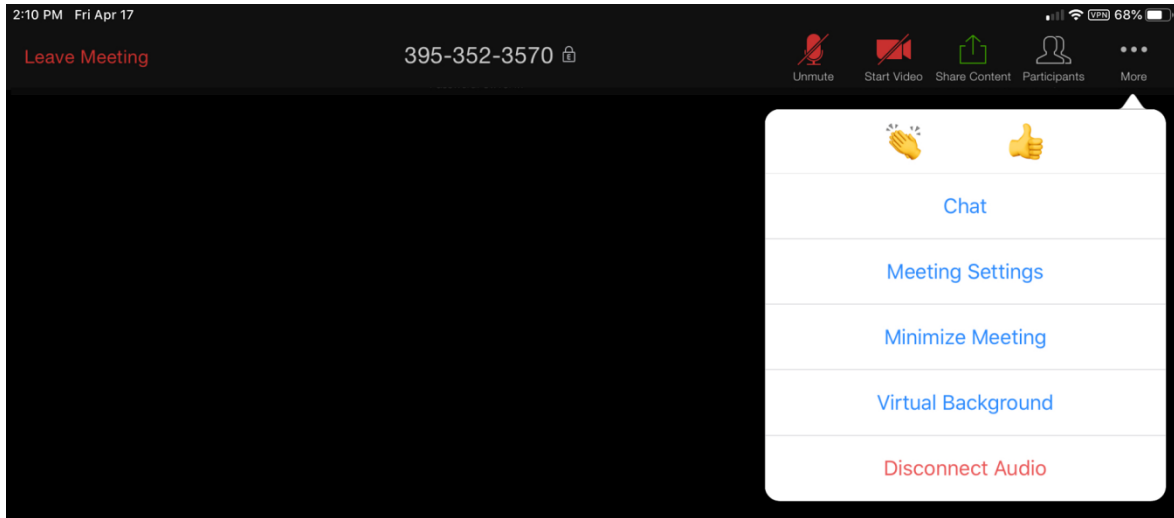 2:10 PM Fri Apr 17 VPN 68%
Leave Meeting 395-352-3570 E Unmute Start Video Share Content Participants More
Chat
Meeting Settings
Minimize Meeting
Virtual Background
Disconnect Audio